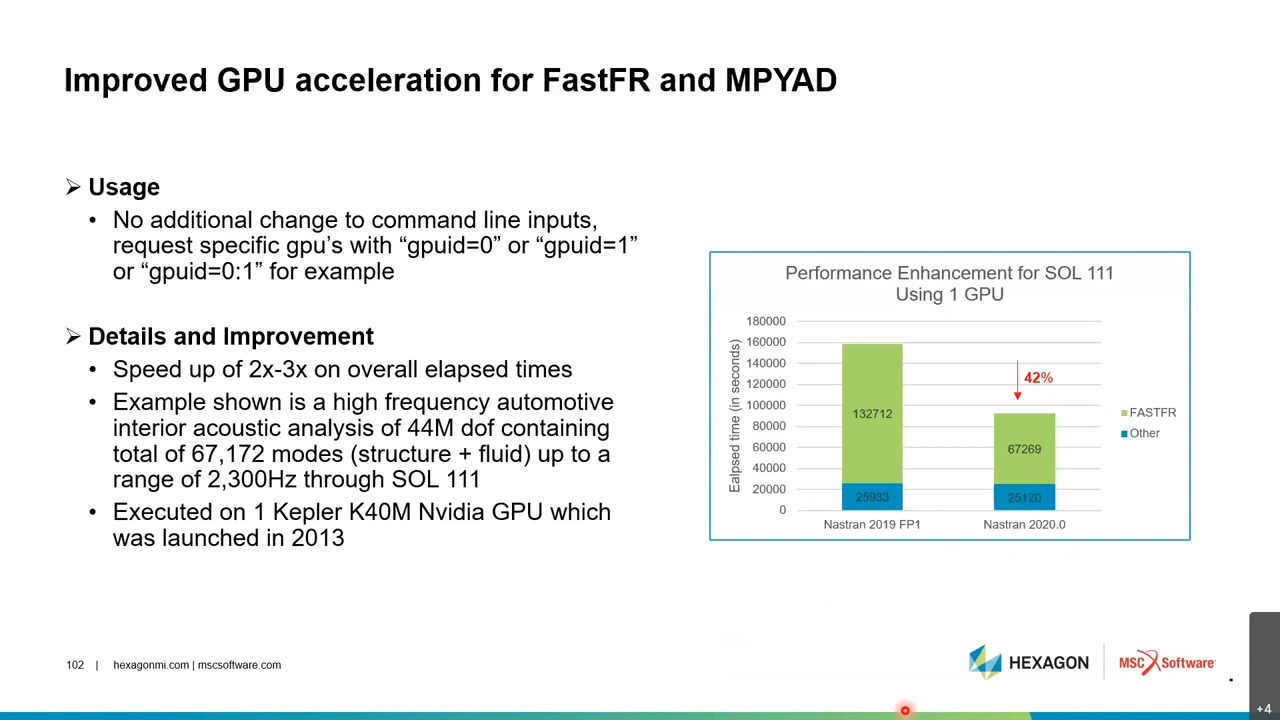 Improved GPU acceleration for FastFR and MPYAD
➢ Usage
• No additional change to command line inputs,
request specific gpu's with “gpuid=0” or “gpuid=1”
or “gpuid=0:1” for example
➢ Details and Improvement
• Speed up of 2x-3x on overall elapsed times
• Example shown is a high frequency automotive
interior acoustic analysis of 44M dof containing
total of 67,172 modes (structure + fluid) up to a
range of 2,300Hz through SOL 111
• Executed on 1 Kepler K40M Nvidia GPU which
was launched in 2013
Performance Enhancement for SOL 111
Using 1 GPU
Ealpsed time (in seconds)
180000
160000
140000
120000
100000
80000
60000
40000
20000
0
132712
25933
42%
67269
Nastran 2019 FP1
Nastran 2020.0
FASTFR
Other
102 | hexagonmi.com | mscsoftware.com
HEXAGON
MSC Software
+4